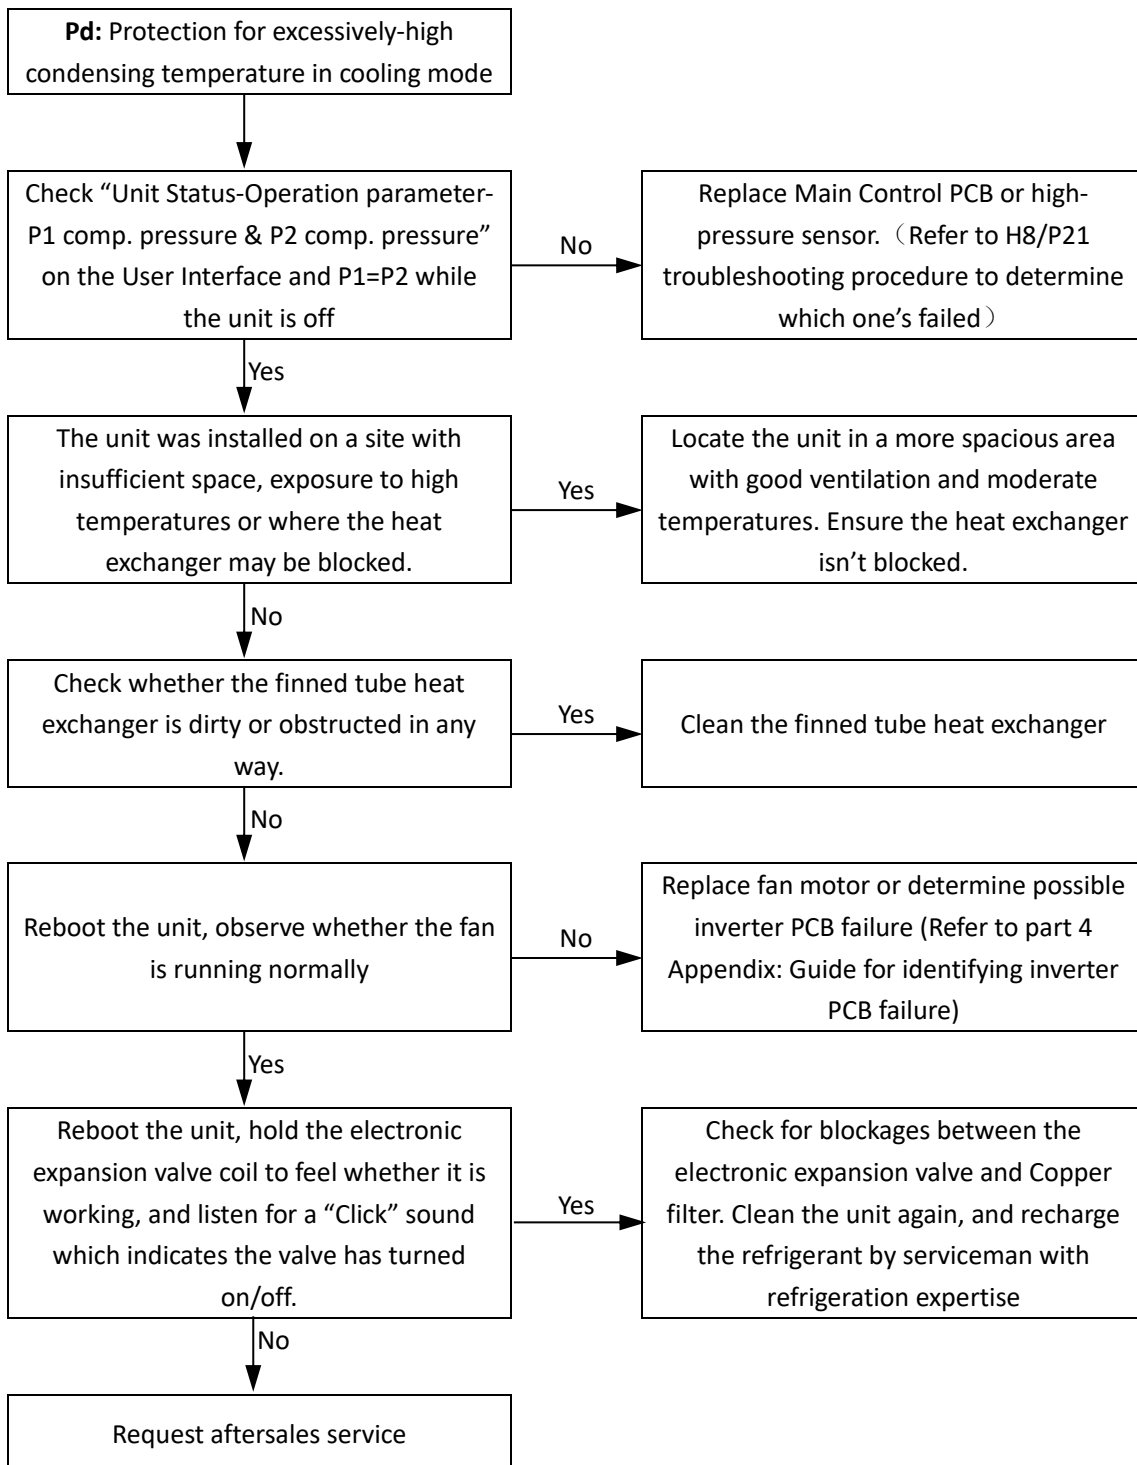 Pd: Protection for excessively-high
condensing temperature in cooling mode
Check “Unit Status-Operation parameter-
P1 comp. pressure & P2 comp. pressure”
on the User Interface and P1=P2 while
the unit is off
No
Replace Main Control PCB or high-
pressure sensor.（Refer to H8/P21
troubleshooting procedure to determine
which one’s failed）
Yes
The unit was installed on a site with
insufficient space, exposure to high
temperatures or where the heat
exchanger may be blocked.
Yes
Locate the unit in a more spacious area
with good ventilation and moderate
temperatures. Ensure the heat exchanger
isn’t blocked.
No
Check whether the finned tube heat
exchanger is dirty or obstructed in any
way.
Yes
Clean the finned tube heat exchanger
No
Reboot the unit, observe whether the fan
is running normally
No
Replace fan motor or determine possible
inverter PCB failure (Refer to part 4
Appendix: Guide for identifying inverter
PCB failure)
Yes
Reboot the unit, hold the electronic
expansion valve coil to feel whether it is
working, and listen for a “Click” sound
which indicates the valve has turned
on/off.
Yes
Check for blockages between the
electronic expansion valve and Copper
filter. Clean the unit again, and recharge
the refrigerant by serviceman with
refrigeration expertise
No
Request aftersales service